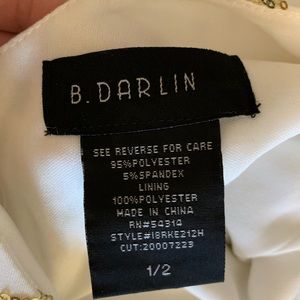 B. DARLIN
SEE REVERSE FOR CARE
95%POLYESTER
5%SPANDEX
LINING
100%POLYESTER
MADE IN CHINA
RN#54314
STYLE#18RKE212H
CUT:20007223
1/2